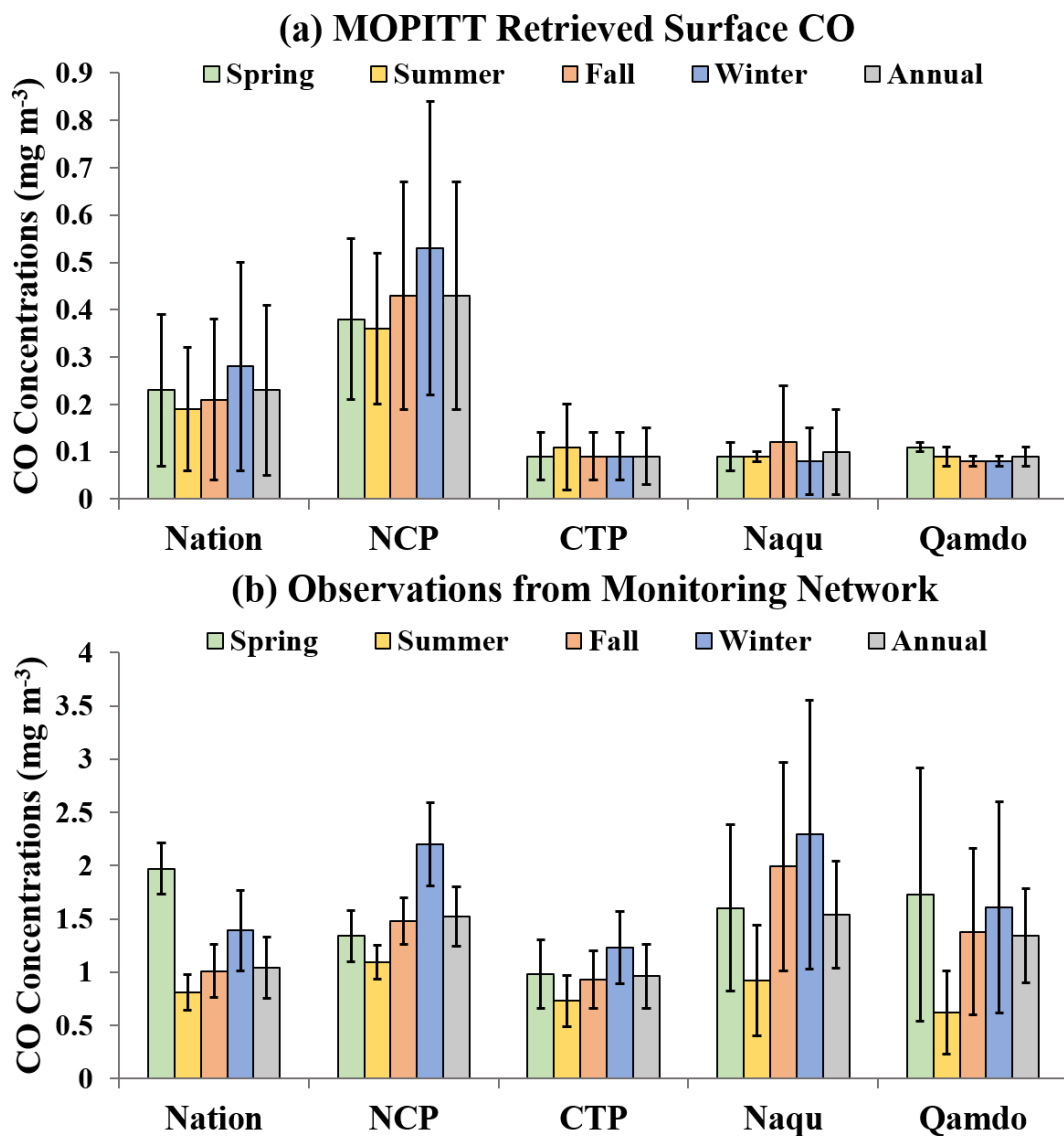 (a) MOPITT Retrieved Surface CO
Spring Summer Fall Winter Annual
CO Concentrations (mg m-3)
0.9
0.8
0.7
0.6
0.5
0.4
0.3
0.2
0.1
0
Nation NCP CTP Naqu Qamdo
(b) Observations from Monitoring Network
Spring Summer Fall Winter Annual
CO Concentrations (mg m-3)
4
3.5
3
2.5
2
1.5
1
0.5
0
Nation NCP CTP Naqu Qamdo